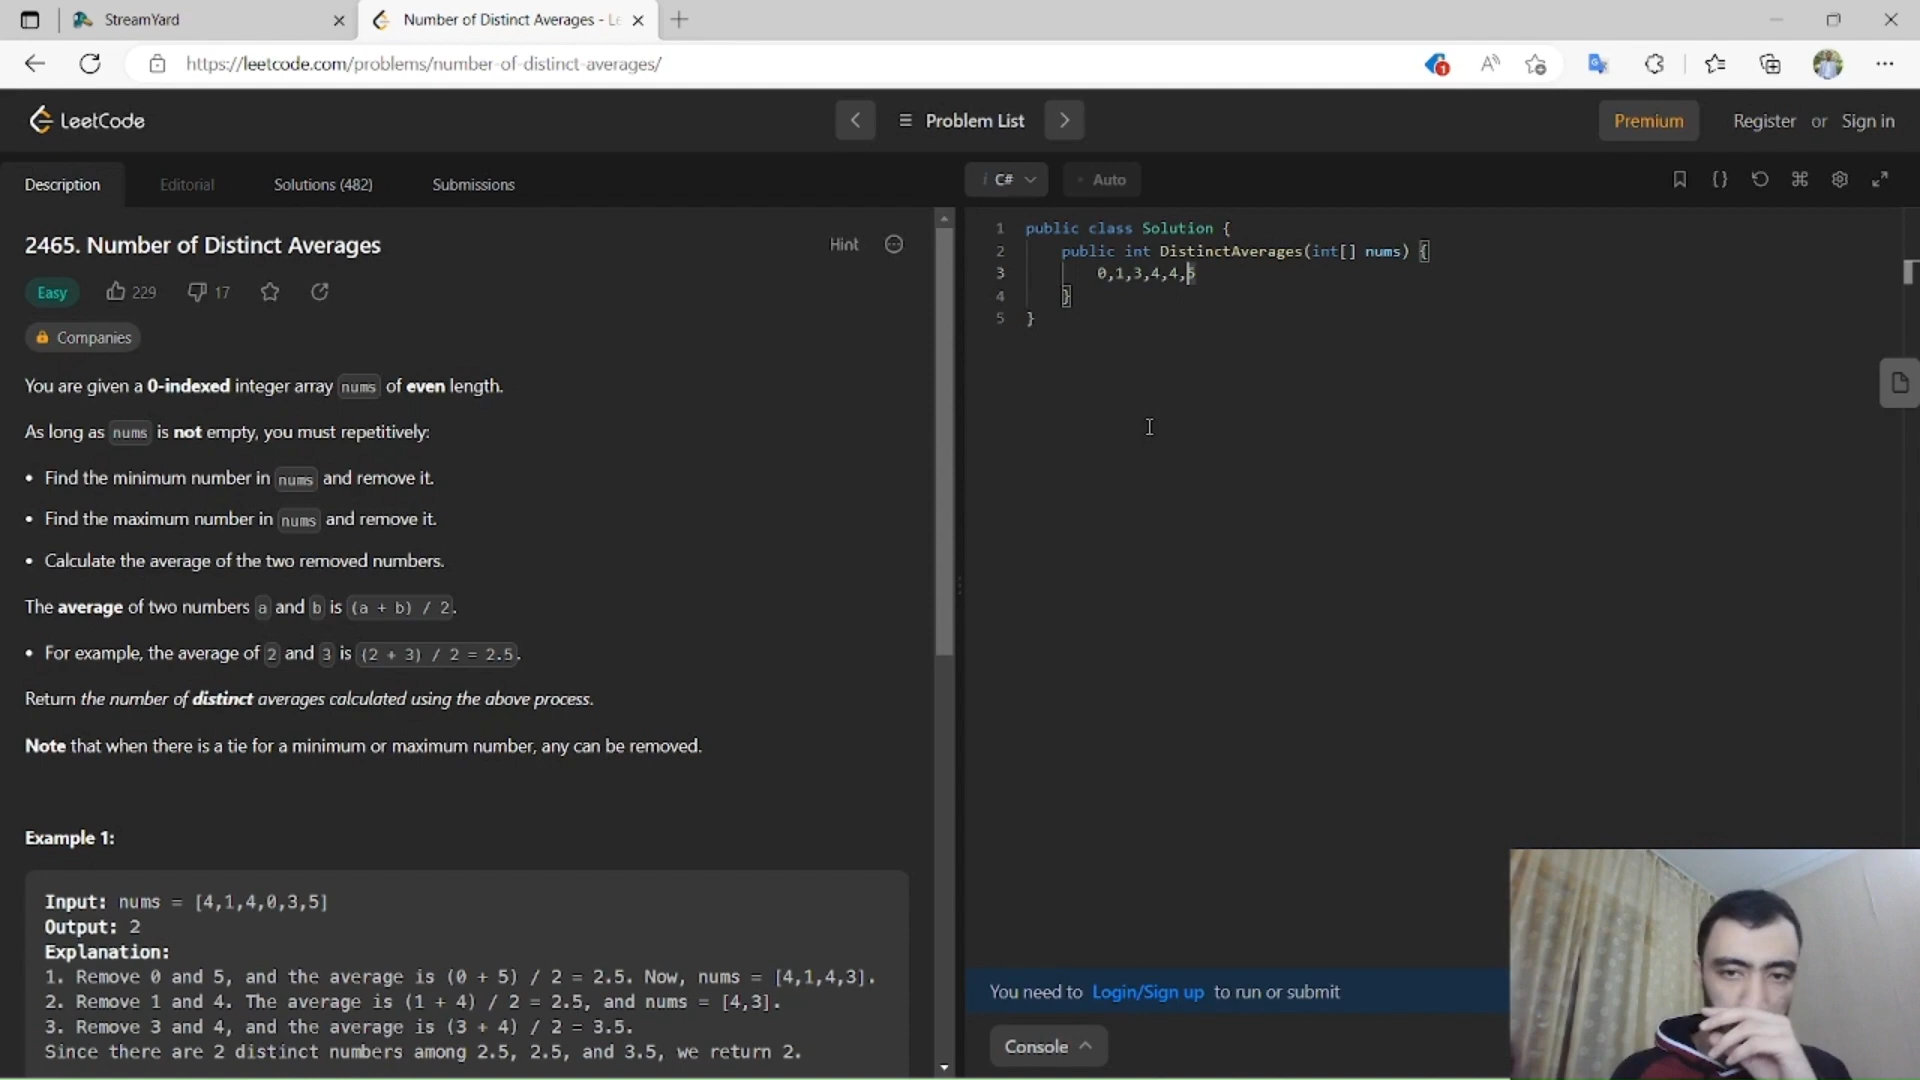 StreamYard
Number of Distinct Averages - Le
https://leetcode.com/problems/number-of-distinct-averages/
1
LeetCode
Problem List
Premium
Register or Sign in
Description
Editorial
Solutions (482)
Submissions
i C#
Auto
2465. Number of Distinct Averages
Hint
Easy
229
17
Companies
You are given a 0-indexed integer array nums of even length.
As long as nums is not empty, you must repetitively:
• Find the minimum number in nums and remove it.
• Find the maximum number in nums and remove it.
• Calculate the average of the two removed numbers.
The average of two numbers a and b is (a + b) / 2.
• For example, the average of 2 and 3 is (2 + 3) / 2 = 2.5.
Return the number of distinct averages calculated using the above process.
Note that when there is a tie for a minimum or maximum number, any can be removed.
Example 1:
Input: nums = [4,1,4,0,3,5]
Output: 2
Explanation:
1. Remove 0 and 5, and the average is (0 + 5) / 2 = 2.5. Now, nums = [4,1,4,3].
2. Remove 1 and 4. The average is (1 + 4) / 2 = 2.5, and nums = [4,3].
3. Remove 3 and 4, and the average is (3 + 4) / 2 = 3.5.
Since there are 2 distinct numbers among 2.5, 2.5, and 3.5, we return 2.
1 public class Solution {
2 public int DistinctAverages(int[] nums) {
3 0,1,3,4,4,5
4 }
5 }
You need to Login/Sign up to run or submit
Console